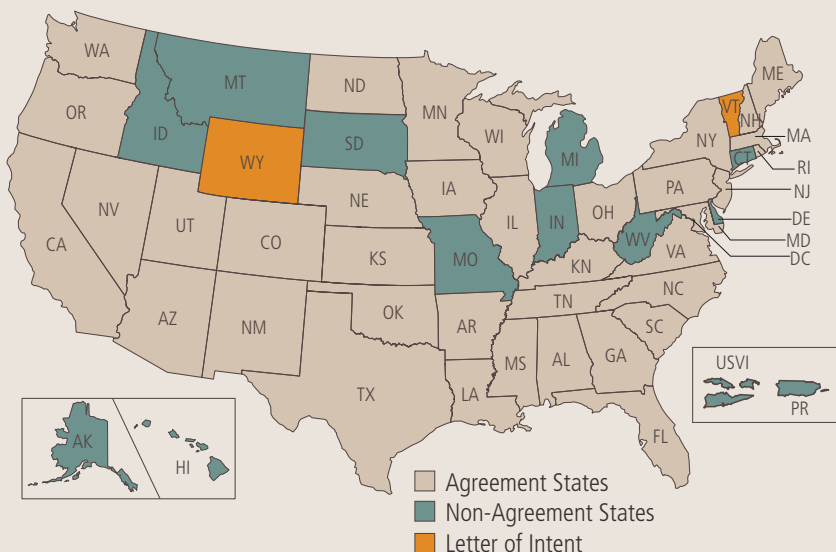 WA
MT
ND
MN
ME
OR
ID
WY
SD
WI
MI
NY
VT
NH
MA
CT
RI
NJ
DE
MD
DC
NV
UT
CO
NE
IA
IL
IN
OH
PA
WV
VA
CA
KS
MO
KN
AZ
NM
OK
AR
TN
NC
SC
MS
AL
GA
TX
LA
FL
AK
HI
USVI
PR
Agreement States
Non-Agreement States
Letter of Intent